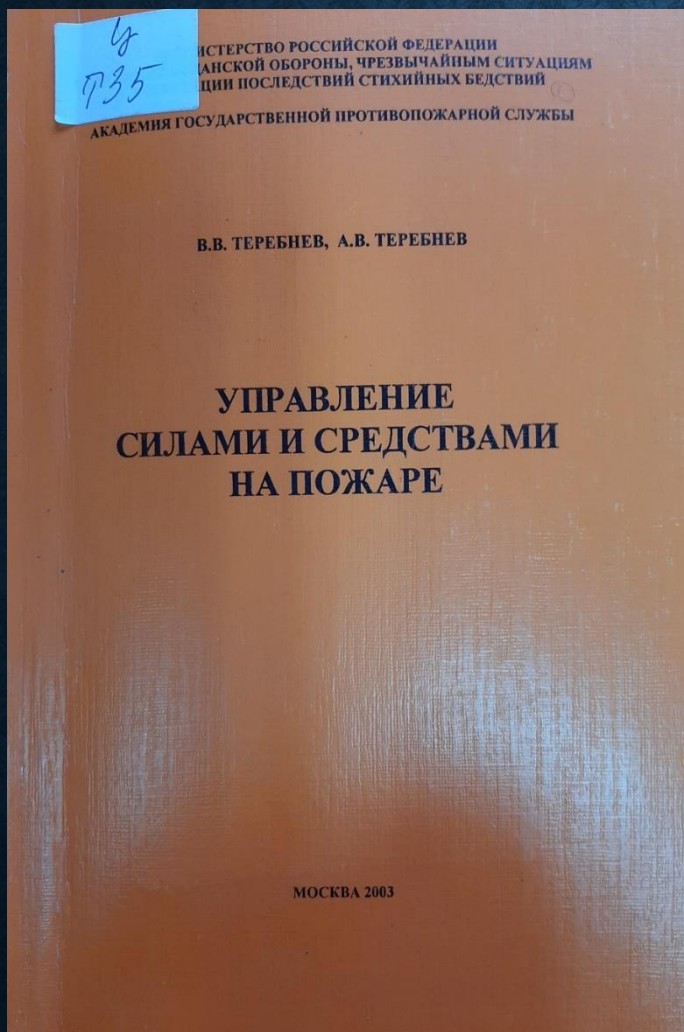 Ц
Т35
ИСТЕРСТВО РОССИЙСКОЙ ФЕДЕРАЦИИ
ДАНСКОЙ ОБОРОНЫ, ЧРЕЗВЫЧАЙНЫМ СИТУАЦИЯМ
ЦИИ ПОСЛЕДСТВИЙ СТИХИЙНЫХ БЕДСТВИЙ
АКАДЕМИЯ ГОСУДАРСТВЕННОЙ ПРОТИВОПОЖАРНОЙ СЛУЖБЫ
В.В. ТЕРЕБНЕВ, А.В. ТЕРЕБНЕВ
УПРАВЛЕНИЕ
СИЛАМИ И СРЕДСТВАМИ
НА ПОЖАРЕ
МОСКВА 2003